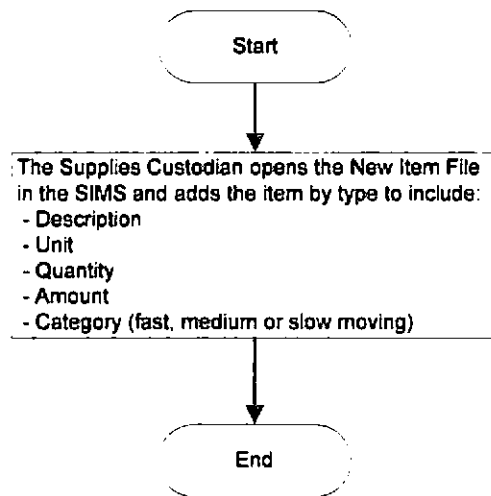 Start
The Supplies Custodian opens the New Item File
in the SIMS and adds the item by type to include:
- Description
- Unit
- Quantity
- Amount
- Category (fast, medium or slow moving)
End